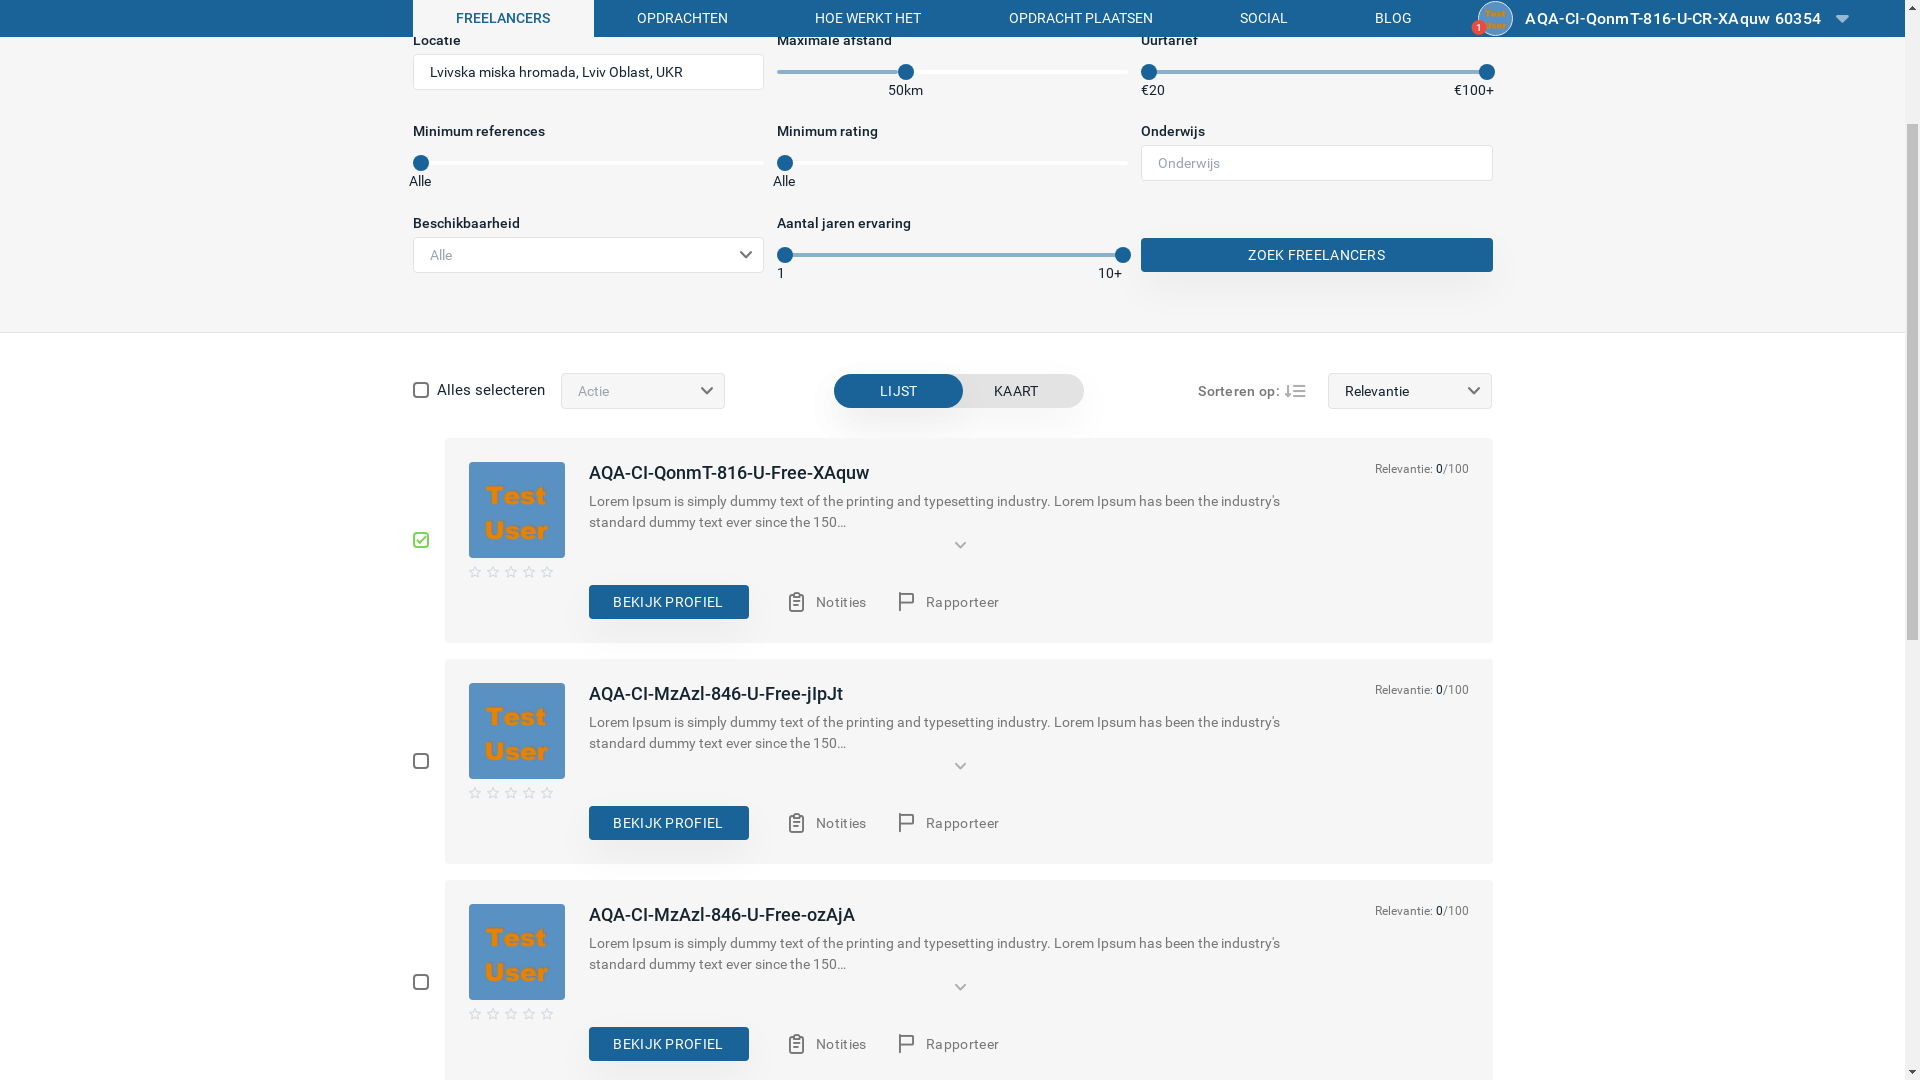 FREELANCERS OPDRACHTEN HOE WERKT HET OPDRACHT PLAATSEN SOCIAL BLOG Test User 1 AQA-CI-QonmT-816-U-CR-XAquw 60354
Locatie Maximale afstand Uurtarief
Lvivska miska hromada, Lviv Oblast, UKR
50km €20 €100+
Minimum references Minimum rating Onderwijs
Onderwijs
Alle Alle
Beschikbaarheid Aantal jaren ervaring
Alle ZOEK FREELANCERS
1 10+
Alles selecteren Actie LIJST KAART Sorteren op: Relevantie
AQA-CI-QonmT-816-U-Free-XAquw Relevantie: 0/100
Test User
Lorem Ipsum is simply dummy text of the printing and typesetting industry. Lorem Ipsum has been the industry's
standard dummy text ever since the 150...
BEKIJK PROFIEL Notities Rapporteer
AQA-CI-MzAzl-846-U-Free-jIpJt Relevantie: 0/100
Test User
Lorem Ipsum is simply dummy text of the printing and typesetting industry. Lorem Ipsum has been the industry's
standard dummy text ever since the 150...
BEKIJK PROFIEL Notities Rapporteer
AQA-CI-MzAzl-846-U-Free-ozAjA Relevantie: 0/100
Test User
Lorem Ipsum is simply dummy text of the printing and typesetting industry. Lorem Ipsum has been the industry's
standard dummy text ever since the 150...
BEKIJK PROFIEL Notities Rapporteer